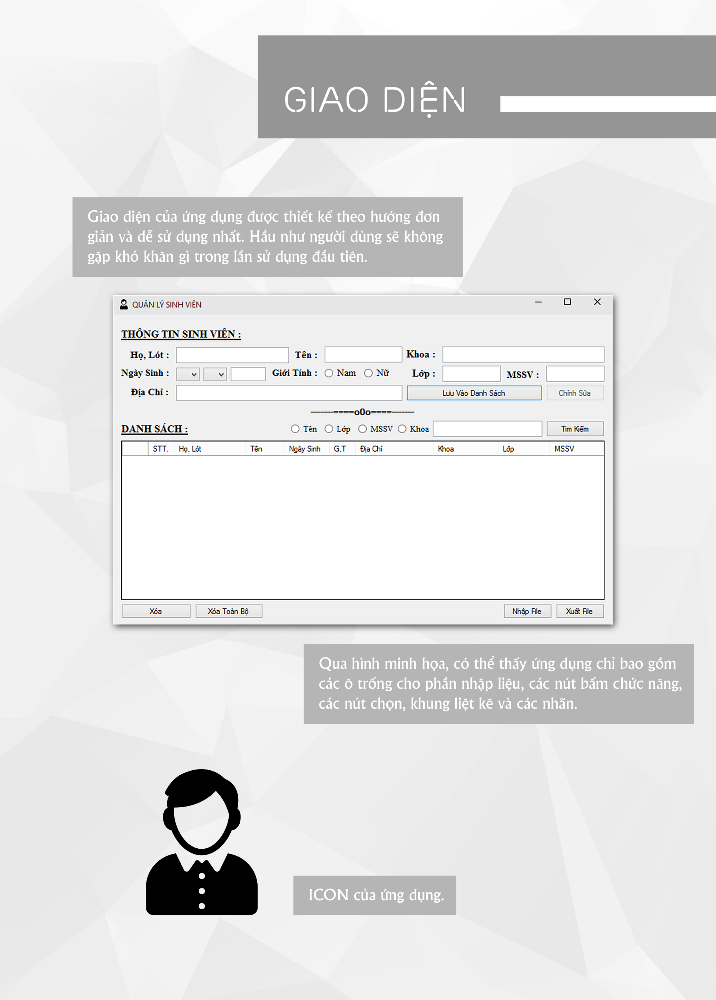 GIAO DIỆN
Giao diện của ứng dụng được thiết kế theo hướng đơn
giản và dễ sử dụng nhất. Hầu như người dùng sẽ không
gặp khó khăn gì trong lần sử dụng đầu tiên.
QUẢN LÝ SINH VIÊN
THÔNG TIN SINH VIÊN :
Họ, Lót : Tên : Khoa :
Ngày Sinh : Giới Tính : Nam Nữ Lớp : MSSV :
Địa Chỉ : Lưu Vào Danh Sách Chỉnh Sửa
-------====o0o====-------
DANH SÁCH : Tên Lớp MSSV Khoa Tìm Kiếm
STT. Họ, Lót Tên Ngày Sinh G.T Địa Chỉ Khoa Lớp MSSV
Xóa Xóa Toàn Bộ Nhập File Xuất File
Qua hình minh họa, có thể thấy ứng dụng chỉ bao gồm
các ô trống cho phần nhập liệu, các nút bấm chức năng,
các nút chọn, khung liệt kê và các nhãn.
ICON của ứng dụng.